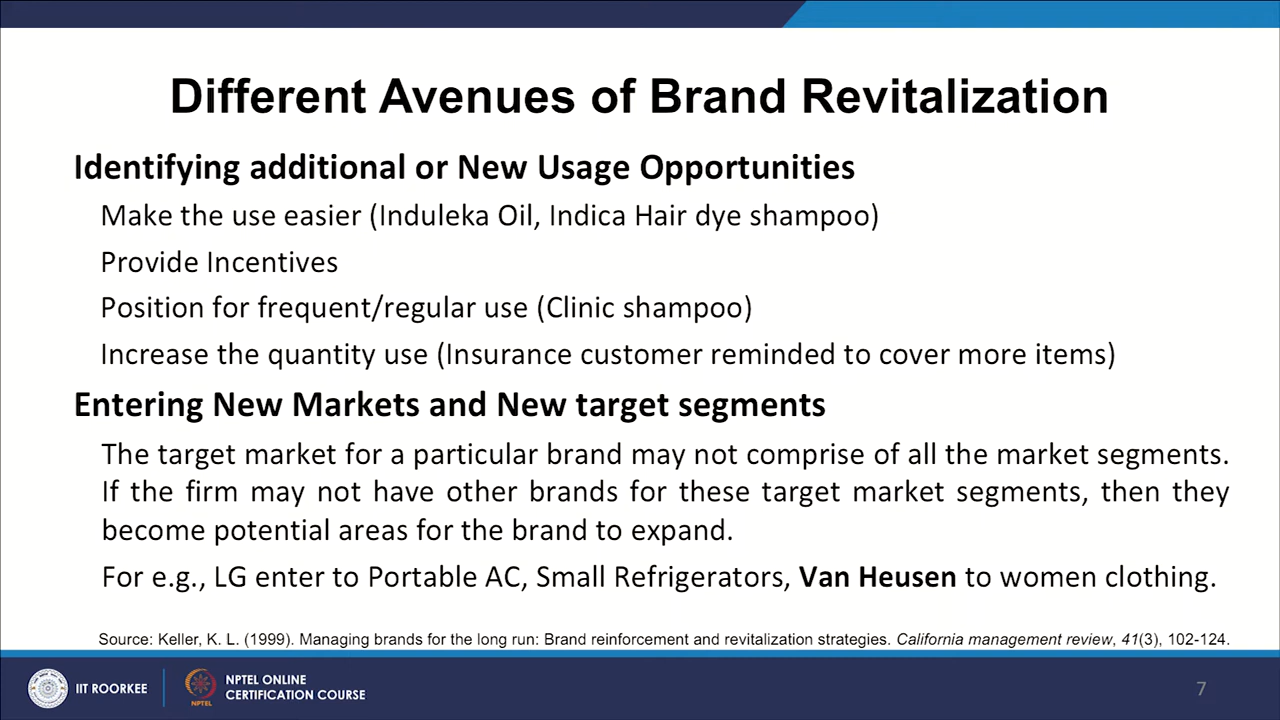 Different Avenues of Brand Revitalization
Identifying additional or New Usage Opportunities
Make the use easier (Induleka Oil, Indica Hair dye shampoo)
Provide Incentives
Position for frequent/regular use (Clinic shampoo)
Increase the quantity use (Insurance customer reminded to cover more items)
Entering New Markets and New target segments
The target market for a particular brand may not comprise of all the market segments.
If the firm may not have other brands for these target market segments, then they
become potential areas for the brand to expand.
For e.g., LG enter to Portable AC, Small Refrigerators, Van Heusen to women clothing.
Source: Keller, K. L. (1999). Managing brands for the long run: Brand reinforcement and revitalization strategies. California management review, 41(3), 102-124.
IIT ROORKEE
NPTEL
NPTEL ONLINE
CERTIFICATION COURSE
7